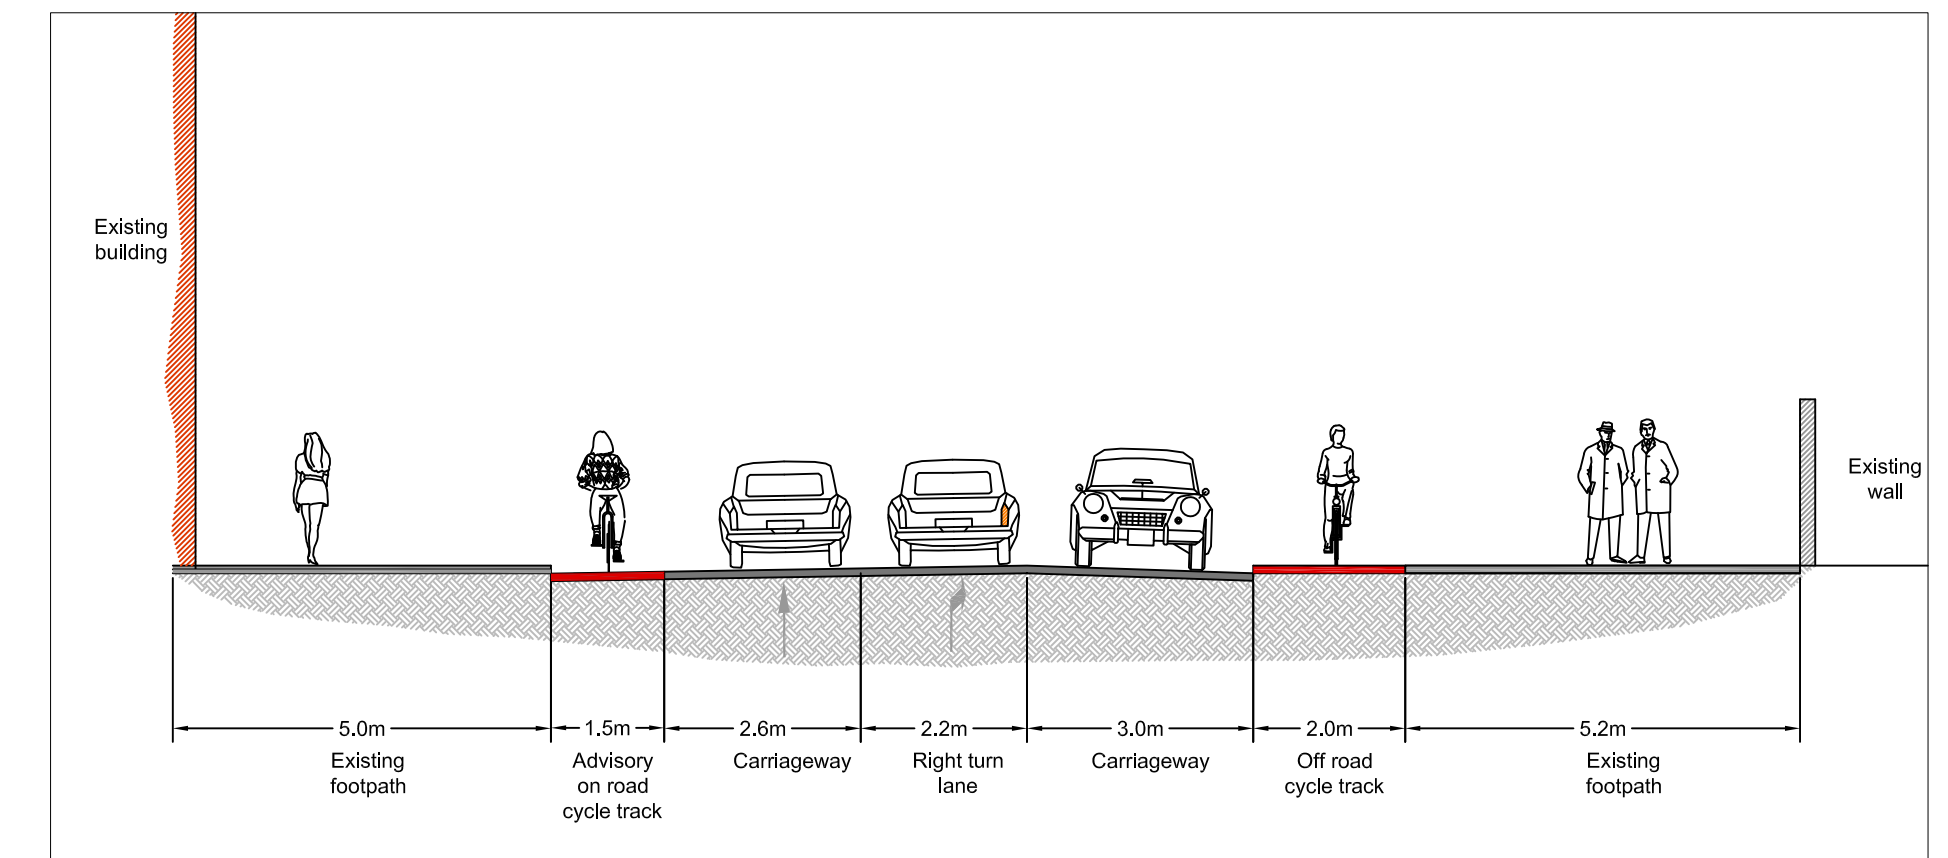 Existing
building
Existing
wall
5.0m
1.5m
2.6m
2.2m
3.0m
2.0m
5.2m
Existing
footpath
Advisory
on road
cycle track
Carriageway
Right turn
lane
Carriageway
Off road
cycle track
Existing
footpath